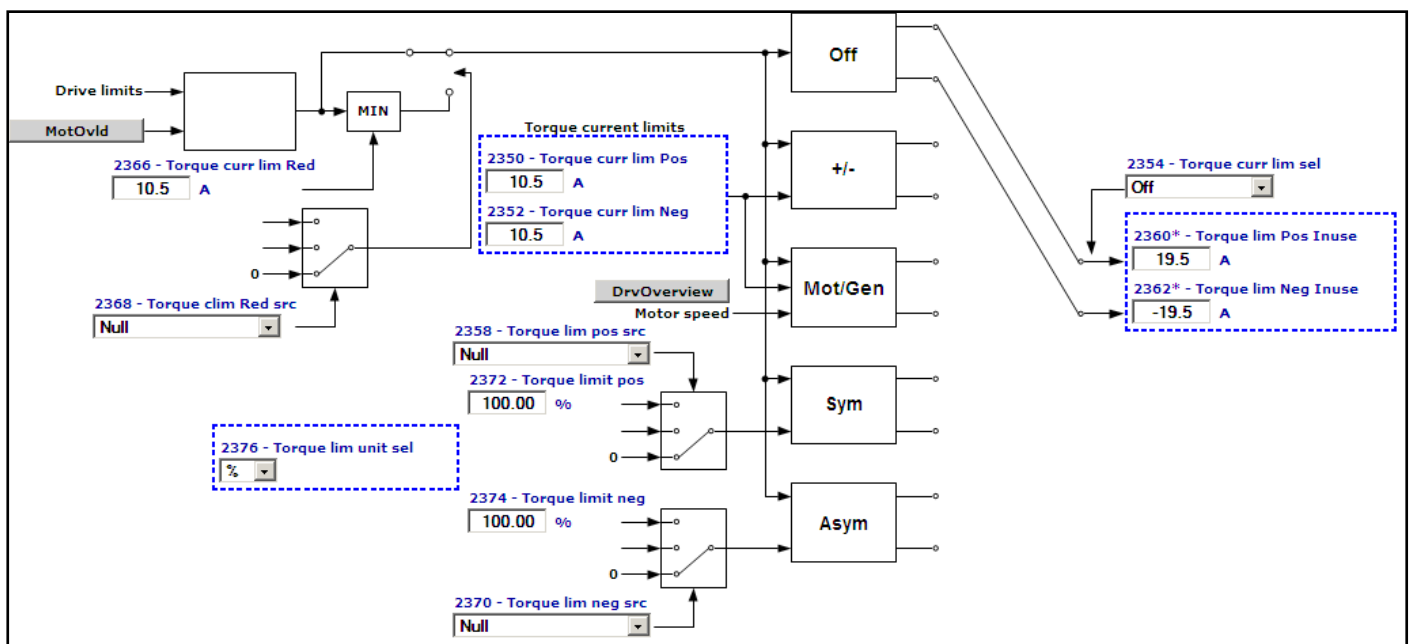 Off
Drive limits
MotOvld
MIN
Torque current limits
2366 - Torque curr lim Red
10.5 A
2350 - Torque curr lim Pos
10.5 A
2352 - Torque curr lim Neg
10.5 A
+/-
2354 - Torque curr lim sel
Off
2360* - Torque lim Pos Inuse
19.5 A
2362* - Torque lim Neg Inuse
-19.5 A
0
2368 - Torque clim Red src
Null
DrvOverview
Motor speed
Mot/Gen
2358 - Torque lim pos src
Null
2372 - Torque limit pos
100.00 %
0
Sym
2376 - Torque lim unit sel
%
2374 - Torque limit neg
100.00 %
0
Asym
2370 - Torque lim neg src
Null